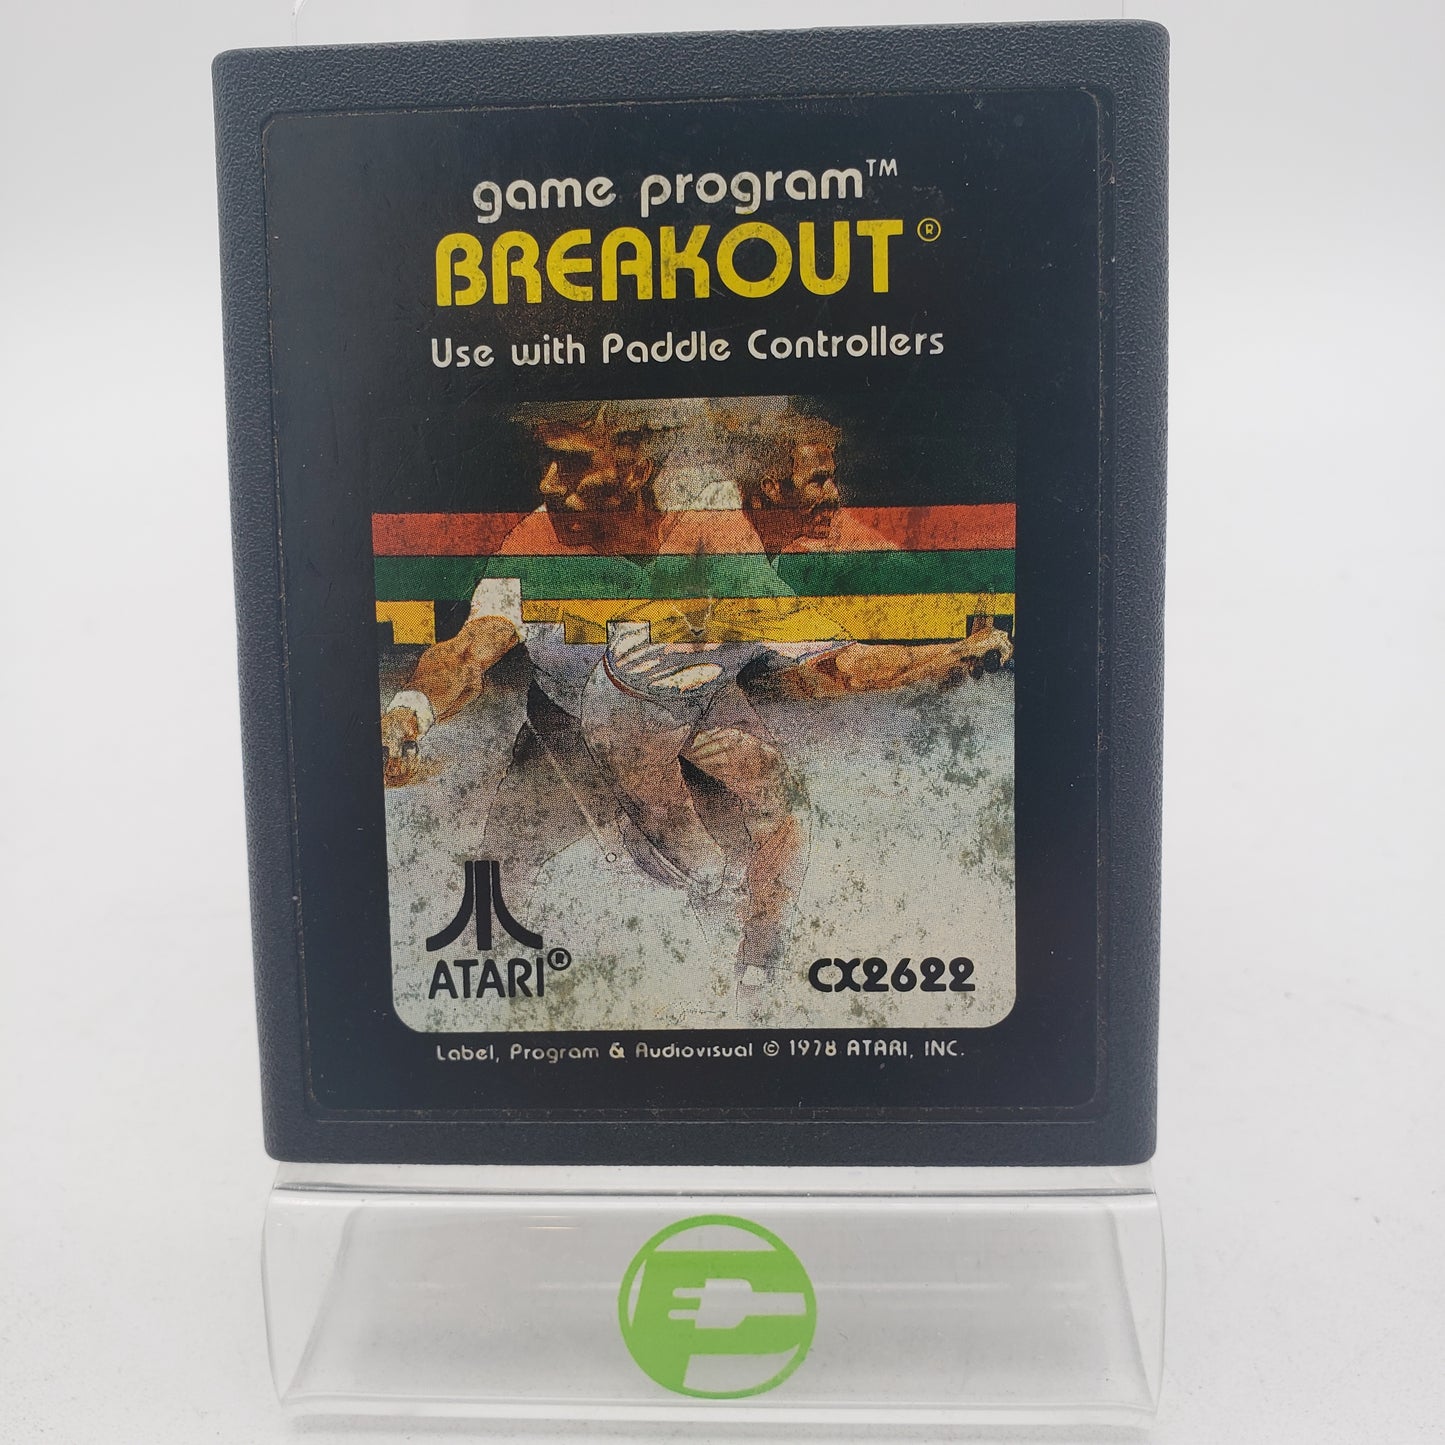 game program™
BREAKOUT®
Use with Paddle Controllers
ATARI®
CX2622
Label, Program & Audiovisual © 1978 ATARI, INC.